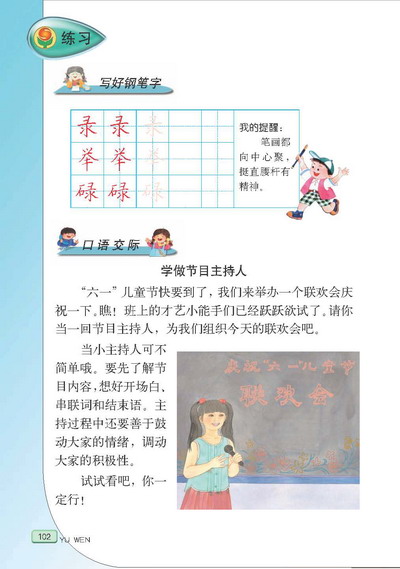 练习
写好钢笔字
录 录 录
举 举 举
碌 碌 碌
我的提醒：
笔画都
向中心聚，
挺直腰杆有
精神。
口语交际
学做节目主持人
“六一”儿童节快要到了，我们来举办一个联欢会庆
祝一下。瞧！班上的才艺小能手们已经跃跃欲试了。请你
当一回节目主持人，为我们组织今天的联欢会吧。
当小主持人可不
简单哦。要先了解节
目内容，想好开场白、
串联词和结束语。主
持过程中还要善于鼓
动大家的情绪，调动
大家的积极性。
试试看吧，你一
定行！
庆祝“六一”儿童节
联欢会
102
YU WEN